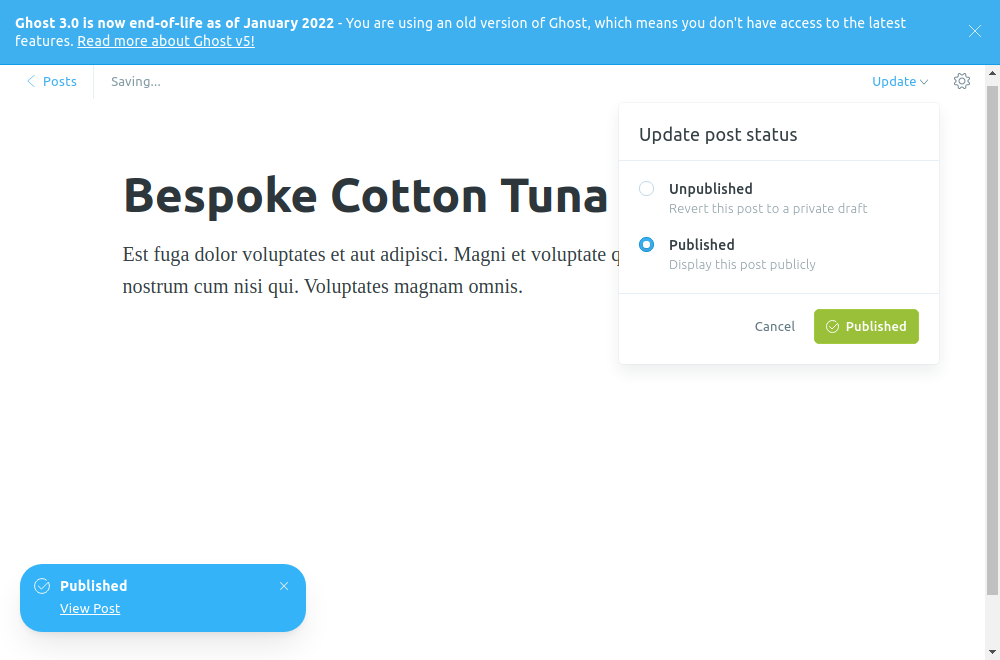 Ghost 3.0 is now end-of-life as of January 2022 - You are using an old version of Ghost, which means you don't have access to the latest
features. Read more about Ghost v5!
Posts
Saving...
Update
Update post status
Bespoke Cotton Tuna
Unpublished
Revert this post to a private draft
Published
Display this post publicly
Est fuga dolor voluptates et aut adipisci. Magni et voluptate
nostrum cum nisi qui. Voluptates magnam omnis.
Cancel
Published
Published
View Post